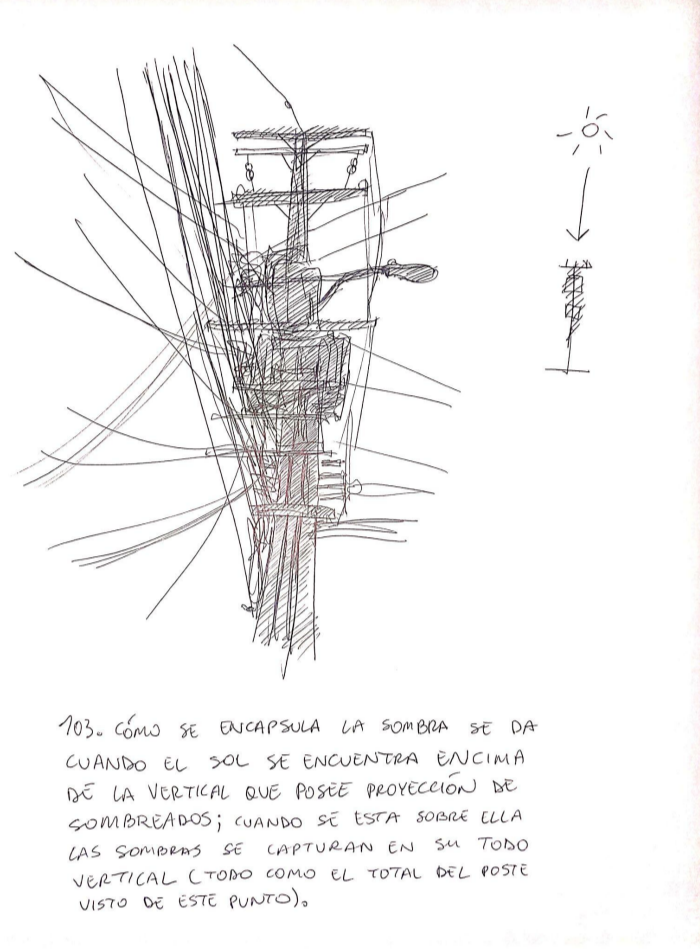 103. CÓMO SE ENCAPSULA LA SOMBRA SE DA
CUANDO EL SOL SE ENCUENTRA ENCIMA
DE LA VERTICAL QUE POSEE PROYECCIÓN DE
SOMBREADOS; CUANDO SE ESTA SOBRE ELLA
LAS SOMBRAS SE CAPTURAN EN SU TODO
VERTICAL (TODO COMO EL TOTAL DEL POSTE
VISTO DE ESTE PUNTO).